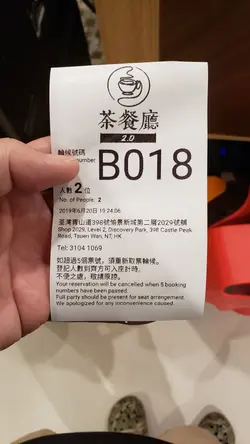 茶餐廳
2.0
輪候號碼
number
B018
人數 2 位
No. of People: 2
2019年6月20日 19:24:06
荃灣青山道398號愉景新城第二層2029號舖
Shop 2029, Level 2, Discovery Park, 398 Castle Peak
Road, Tsuen Wan, NT, HK
Tel: 3104 1069
如超過5個票號，須重新取票輪候。
登記人數到齊方可入座計時。
不便之處，敬請原諒。
Your reservation will be cancelled when 5 booking
numbers have been passed.
Full party should be present for seat arrangement.
We apologized for any inconvenience caused.